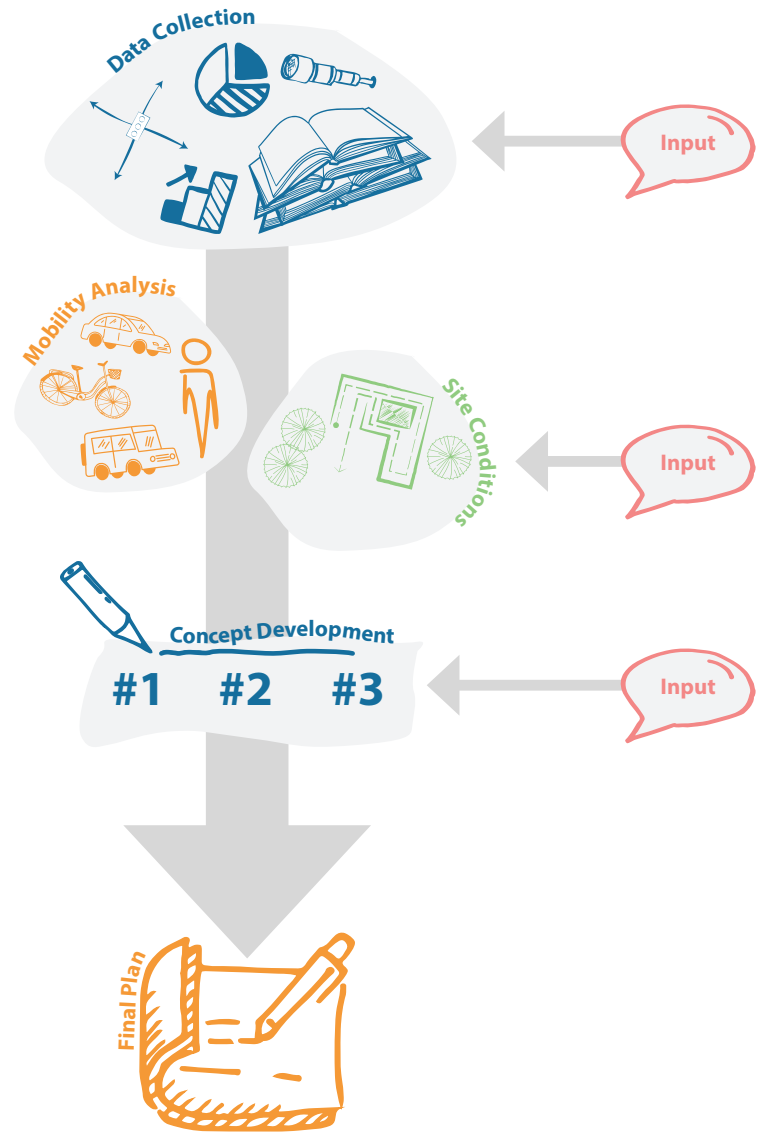 Data Collection
Input
Mobility Analysis
Site Conditions
Input
Concept Development
#1 #2 #3
Input
Final Plan